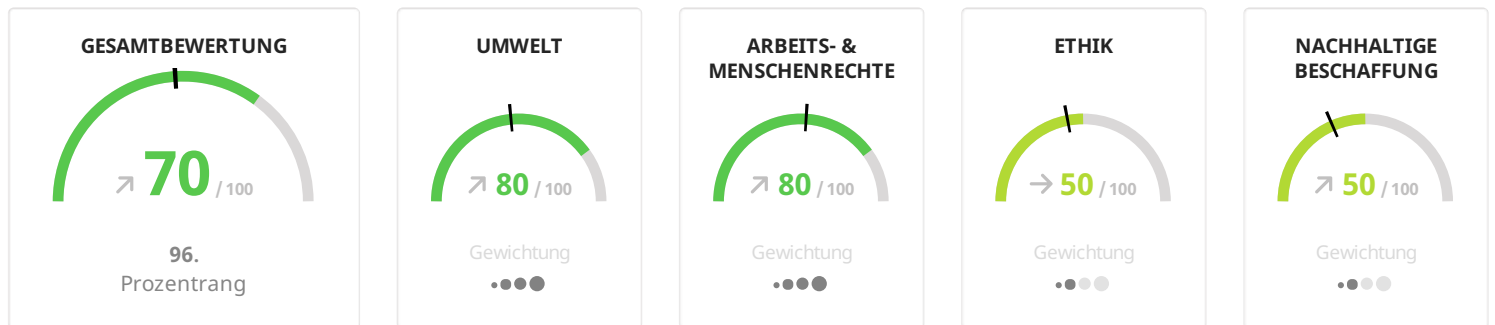 GESAMTBEWERTUNG
70 / 100
96.
Prozentrang
UMWELT
80 / 100
Gewichtung
ARBEITS- &
MENSCHENRECHTE
80 / 100
Gewichtung
ETHIK
50 / 100
Gewichtung
NACHHALTIGE
BESCHAFFUNG
50 / 100
Gewichtung